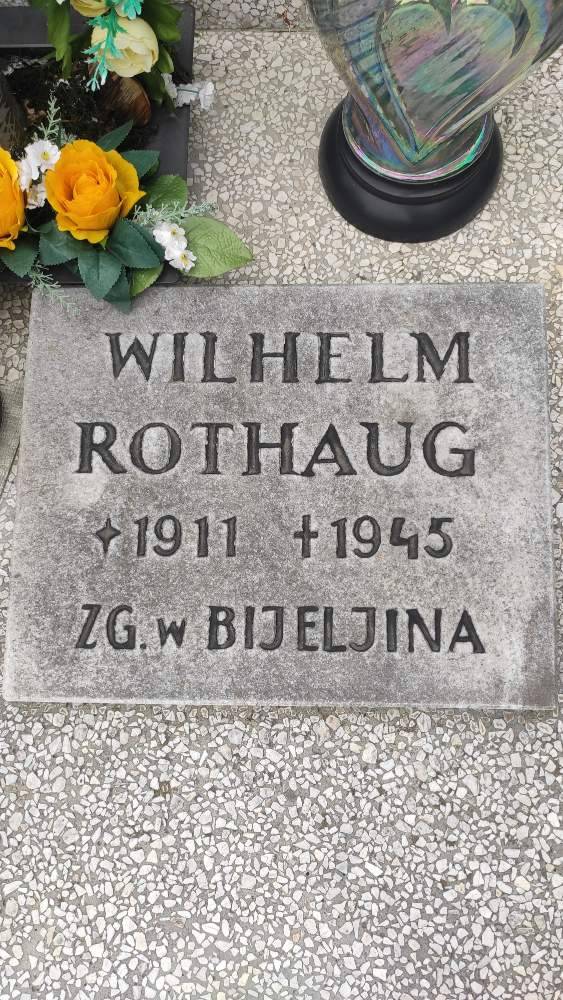 WILHELM
ROTHAUG
✦1911 †1945
ZG. w BIJELJINA